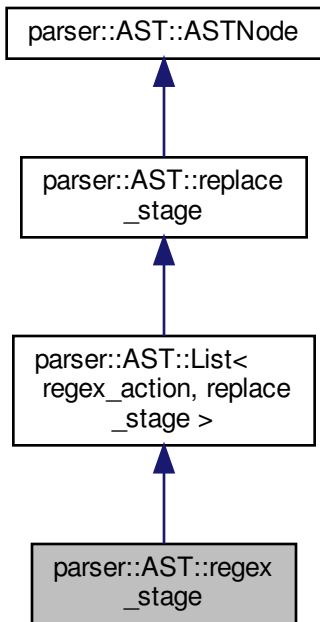 parser::AST::ASTNode
parser::AST::replace
_stage
parser::AST::List<
regex_action, replace
_stage >
parser::AST::regex
_stage